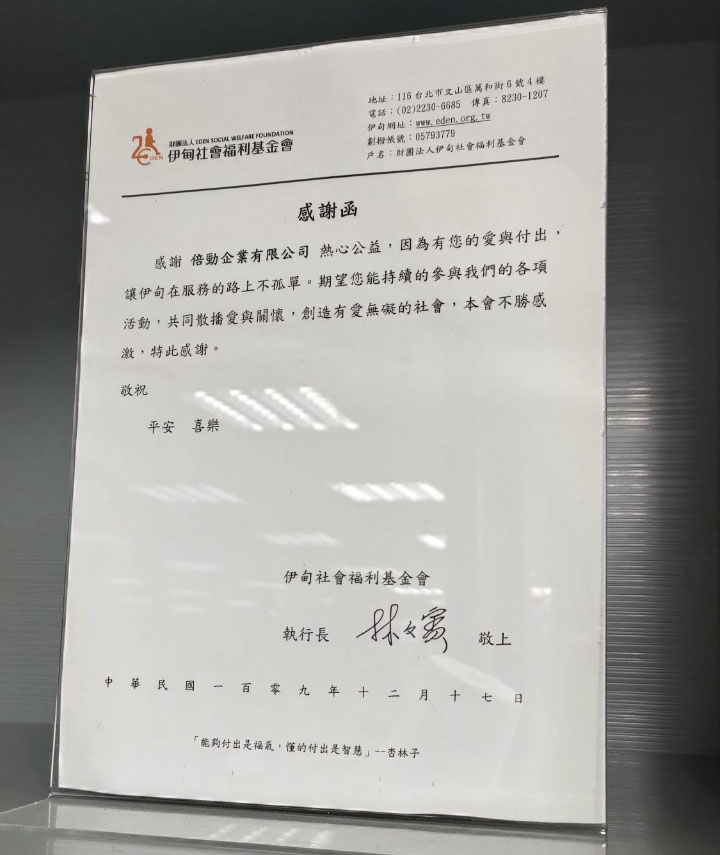 地址：116 台北市文山區萬和街 6 號 4 樓
電話：(02)2230-6685 傳真：8230-1207
伊甸網址：www.eden.org.tw
劃撥帳號：05793779
戶名：財團法人伊甸社會福利基金會
EDEN
財團法人 EDEN SOCIAL WELFARE FOUNDATION
伊甸社會福利基金會
感謝函
感謝 倍勁企業有限公司 熱心公益，因為有您的愛與付出，
讓伊甸在服務的路上不孤單。期望您能持續的參與我們的各項
活動，共同散播愛與關懷，創造有愛無礙的社會，本會不勝感
激，特此感謝。
敬祝
平安 喜樂
伊甸社會福利基金會
執行長 敬上
中華民國一百零九年十二月十七日
「能夠付出是福氣，懂的付出是智慧」--杏林子